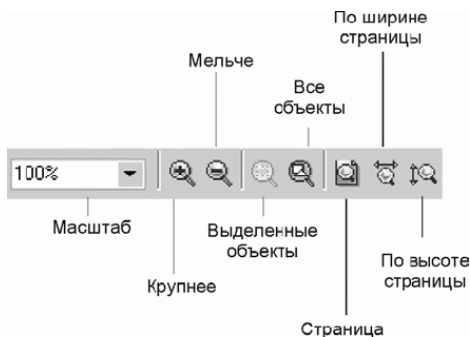 По ширине
страницы
Мельче
Все
объекты
100%
Масштаб
Выделенные
объекты
По высоте
страницы
Крупнее
Страница